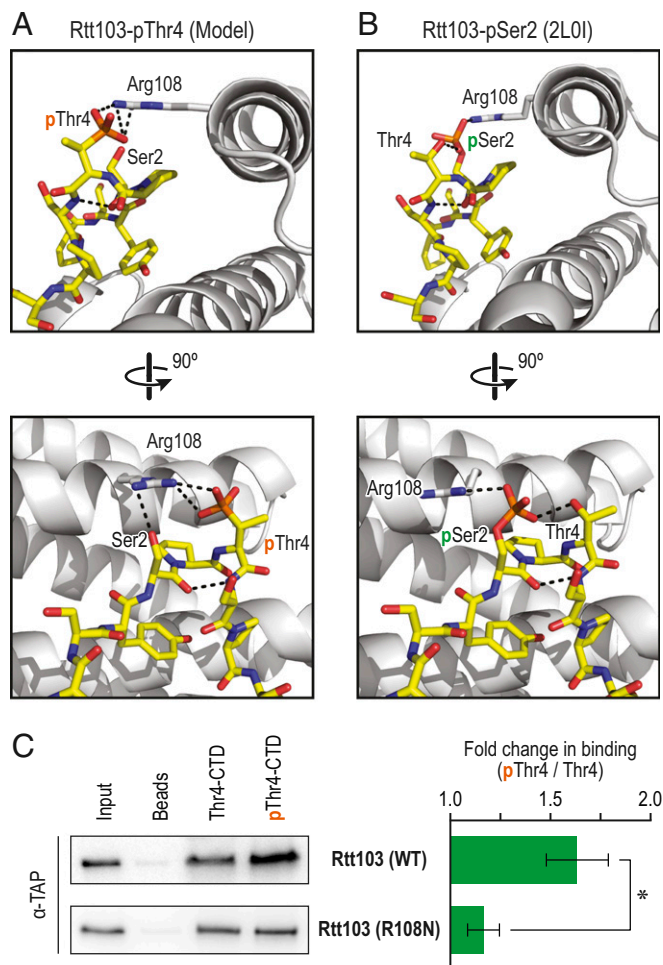 A
Rtt103-pThr4 (Model)
Arg108
pThr4
Ser2
90º
Arg108
Ser2
pThr4
B
Rtt103-pSer2 (2L0I)
Arg108
Thr4
pSer2
90º
Arg108
pSer2
Thr4
C
Input
Beads
Thr4-CTD
pThr4-CTD
α-TAP
Rtt103 (WT)
Rtt103 (R108N)
Fold change in binding
(pThr4 / Thr4)
1.0 1.5 2.0
*